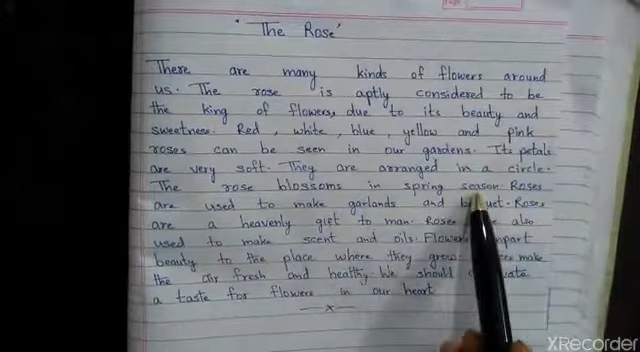 'The Rose'
There are many kinds of flowers around
us. The rose is aptly considered to be
the king of flowers, due to its beauty and
sweetness. Red, white, blue, yellow and pink
roses can be seen in our gardens. Its petals
are very soft. They are arranged in a circle.
The rose blossoms in spring season Roses
are used to make garlands and Roses
are a heavenly gift to man. Roses also
used to make scent and oils.
beauty to the place where they grow. make
the air fresh and healthy. We should
a taste for flowers in our heart
—x—
XRecorder